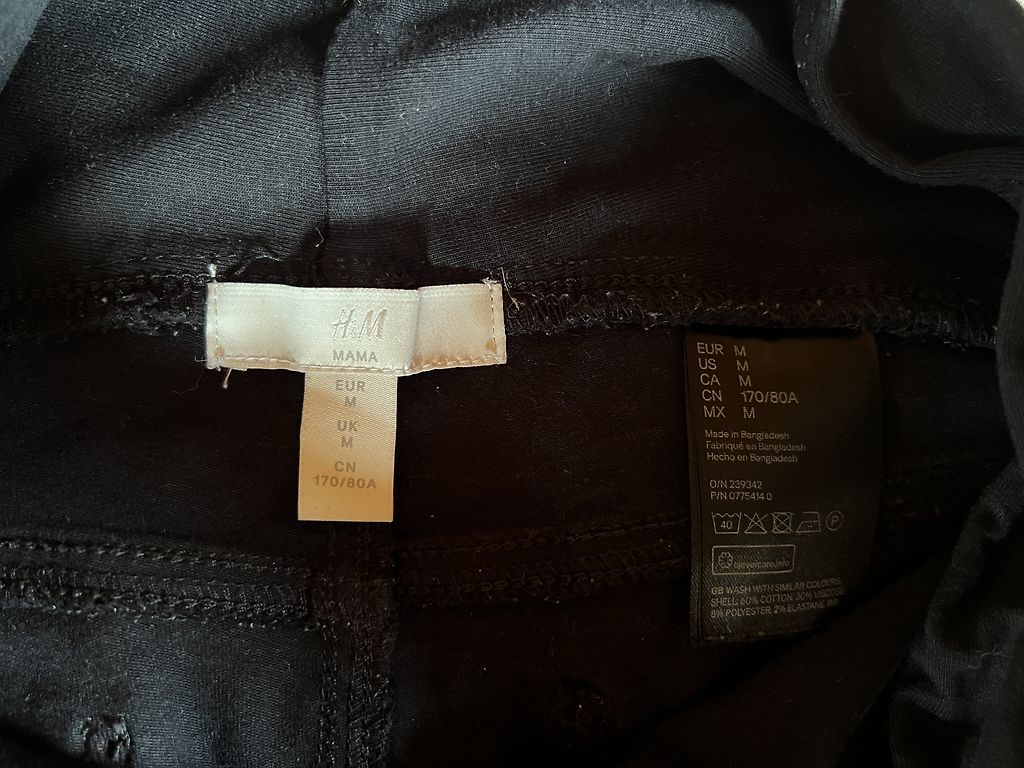 H&M
MAMA
EUR
M
UK
M
CN
170/80A
EUR M
US M
CA M
CN 170/80A
MX M
Made in Bangladesh
Fabriqué en Bangladesh
Hecho en Bangladesh
O/N 239342
P/N 0775414 0
40 P
clevercare.info
GB WASH WITH SIMILAR COLOURS,
SHELL: 60% COTTON, 30% VISCOSE,
8% POLYESTER, 2% ELASTANE